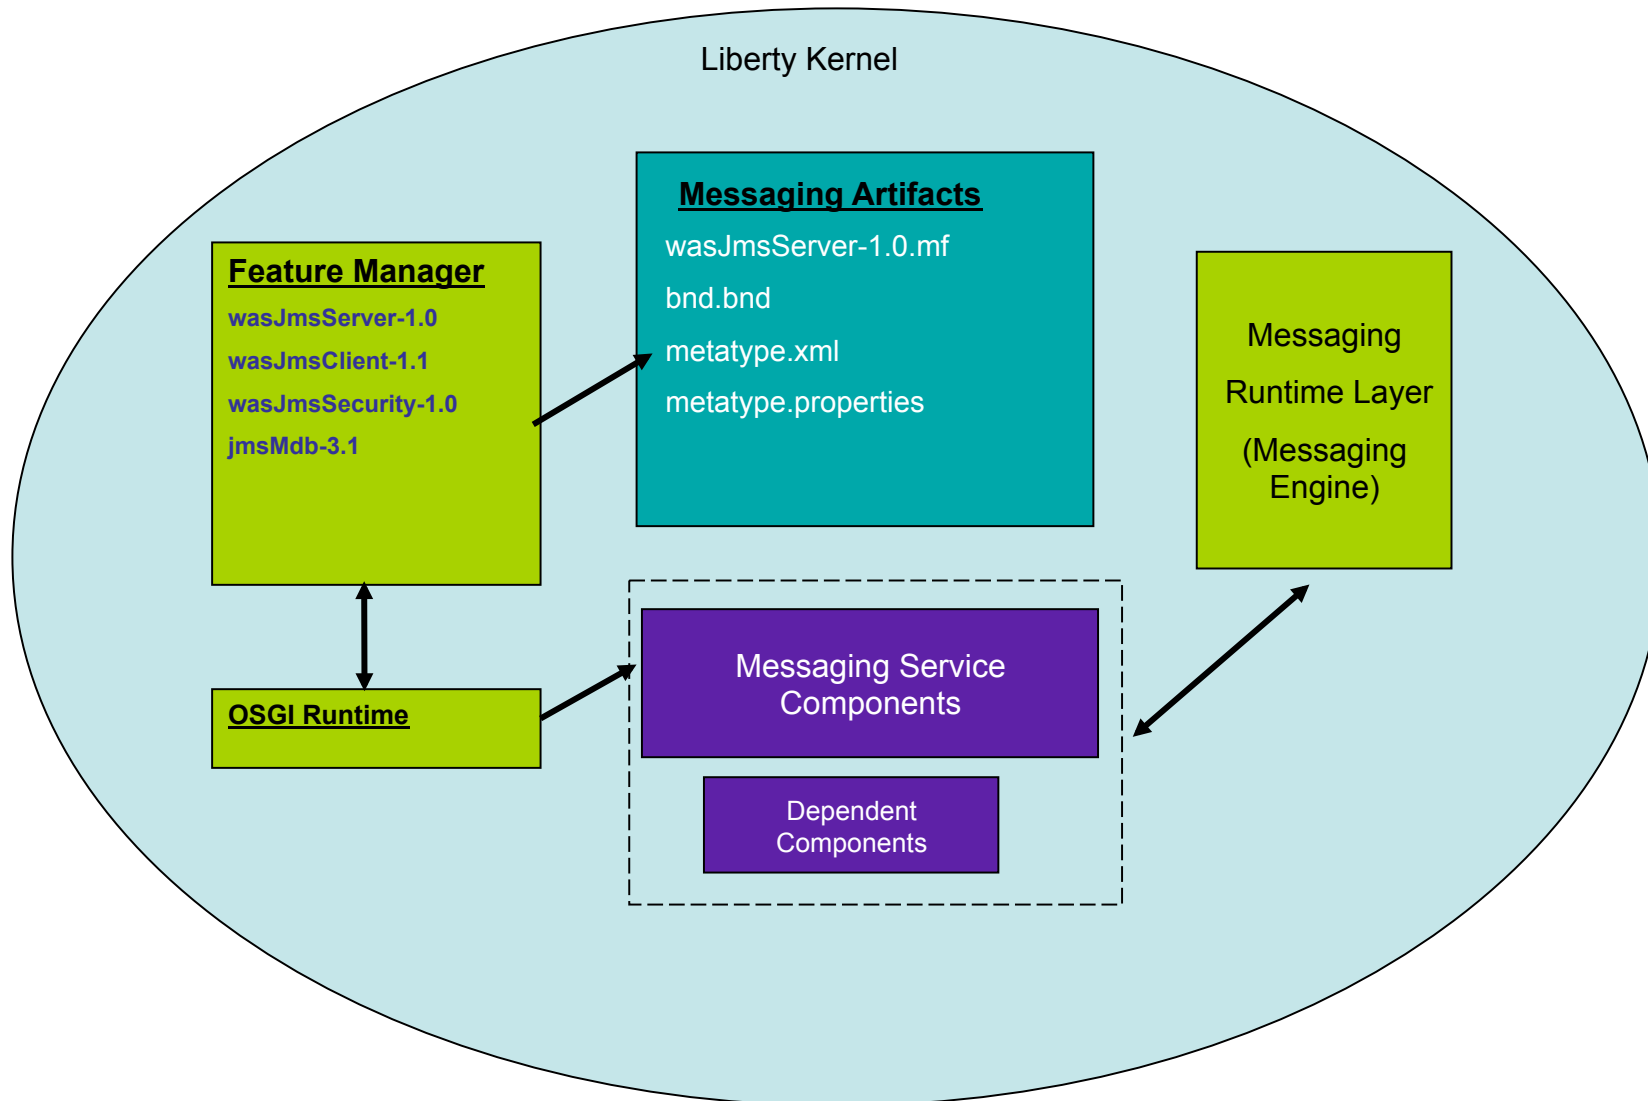 Liberty Kernel
Feature Manager
wasJmsServer-1.0
wasJmsClient-1.1
wasJmsSecurity-1.0
jmsMdb-3.1
Messaging Artifacts
wasJmsServer-1.0.mf
bnd.bnd
metatype.xml
metatype.properties
Messaging
Runtime Layer
(Messaging
Engine)
OSGI Runtime
Messaging Service
Components
Dependent
Components